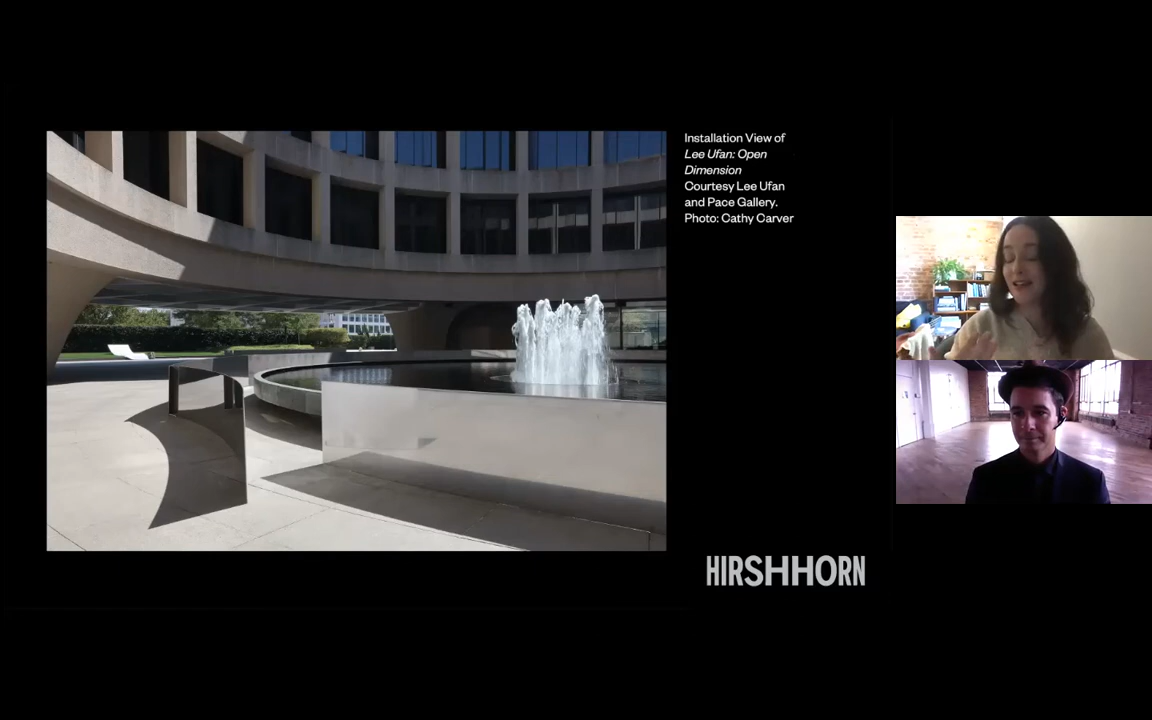 Installation View of
Lee Ufan: Open
Dimension
Courtesy Lee Ufan
and Pace Gallery.
Photo: Cathy Carver
HIRSHHORN